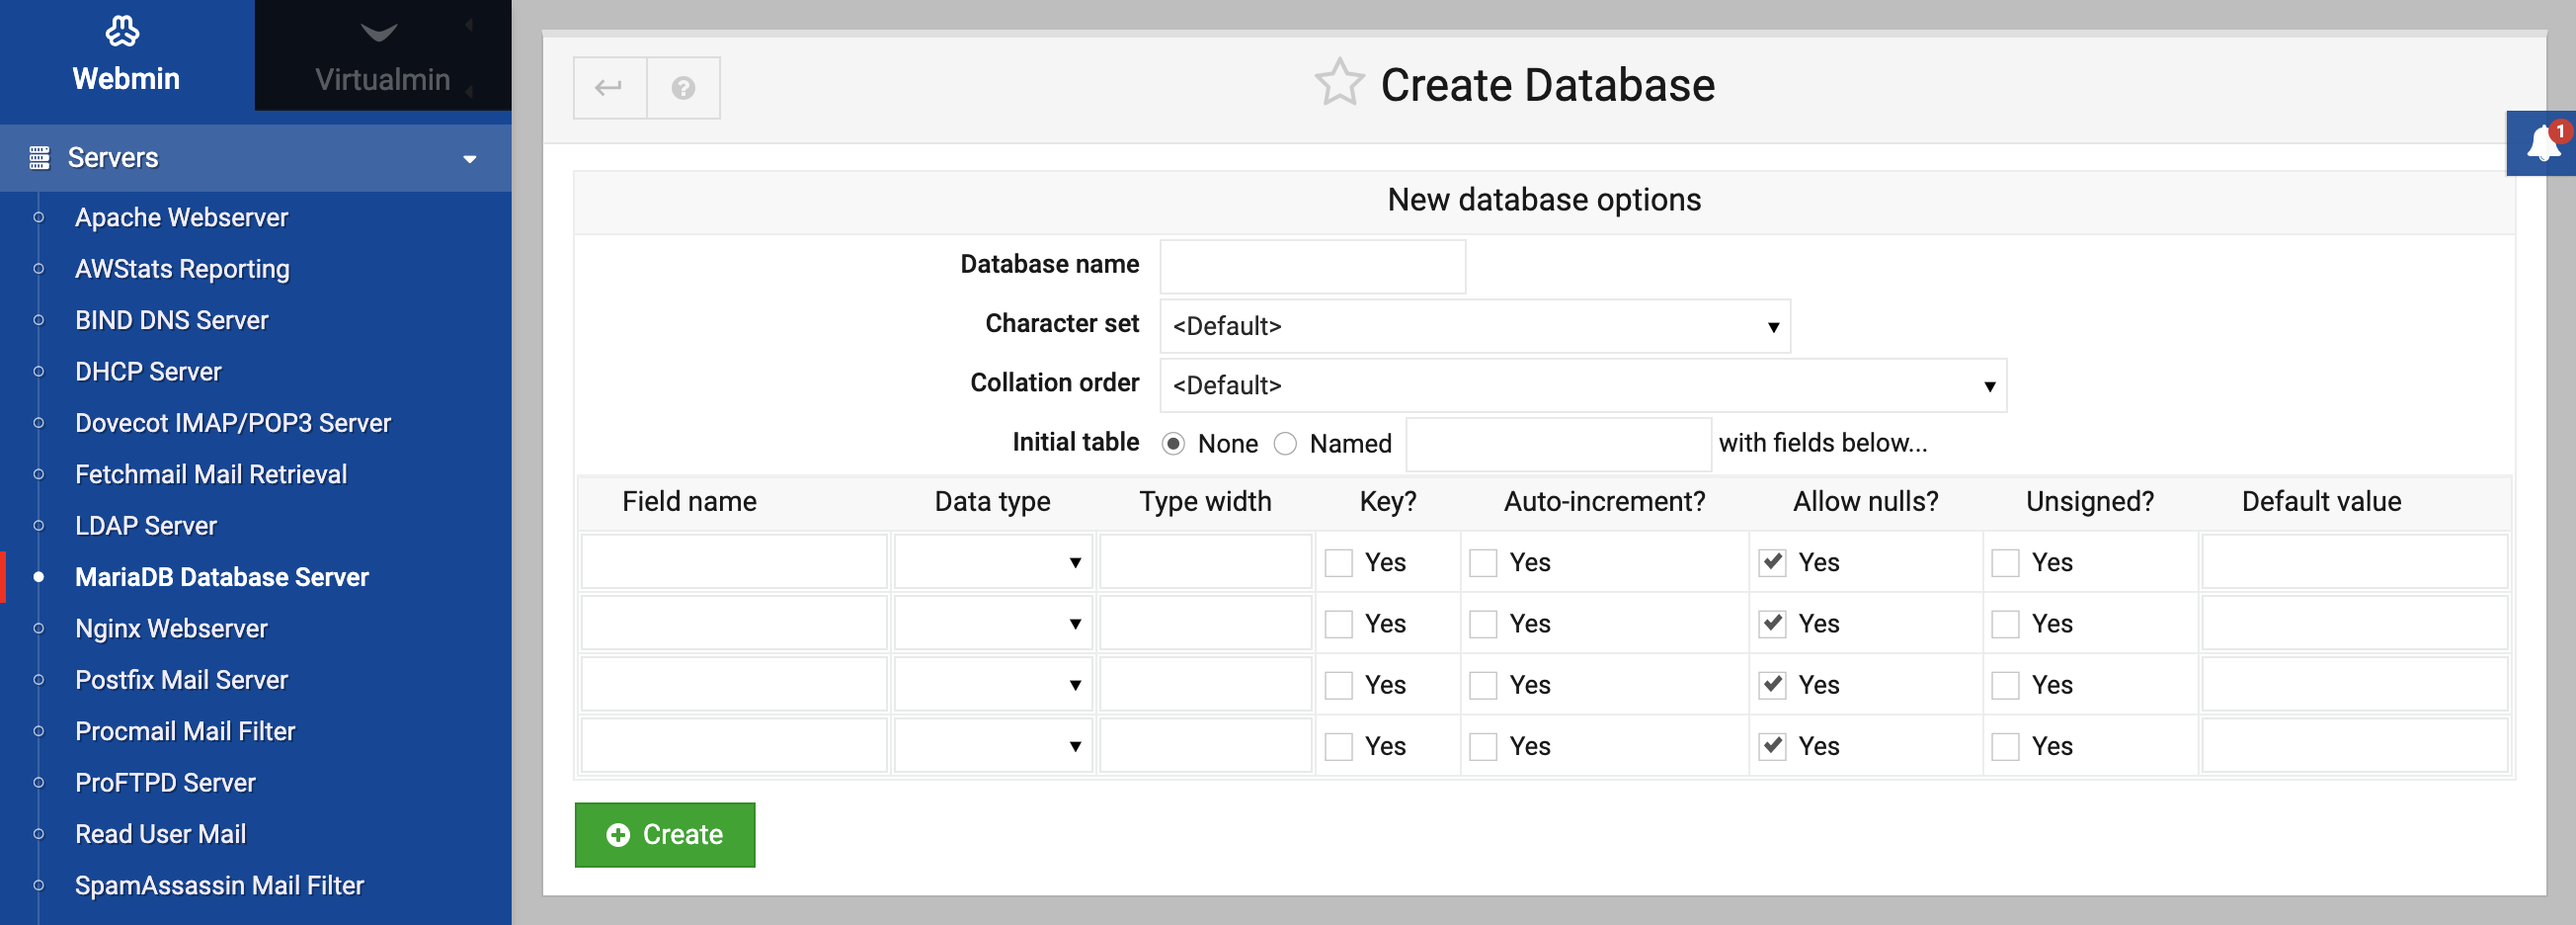 Webmin
Virtualmin
Servers
Apache Webserver
AWStats Reporting
BIND DNS Server
DHCP Server
Dovecot IMAP/POP3 Server
Fetchmail Mail Retrieval
LDAP Server
MariaDB Database Server
Nginx Webserver
Postfix Mail Server
Procmail Mail Filter
ProFTPD Server
Read User Mail
SpamAssassin Mail Filter
?
Create Database
1
New database options
Database name
Character set <Default>
Collation order <Default>
Initial table None Named with fields below...
Field name Data type Type width Key? Auto-increment? Allow nulls? Unsigned? Default value
Yes Yes Yes Yes
Yes Yes Yes Yes
Yes Yes Yes Yes
Yes Yes Yes Yes
Create